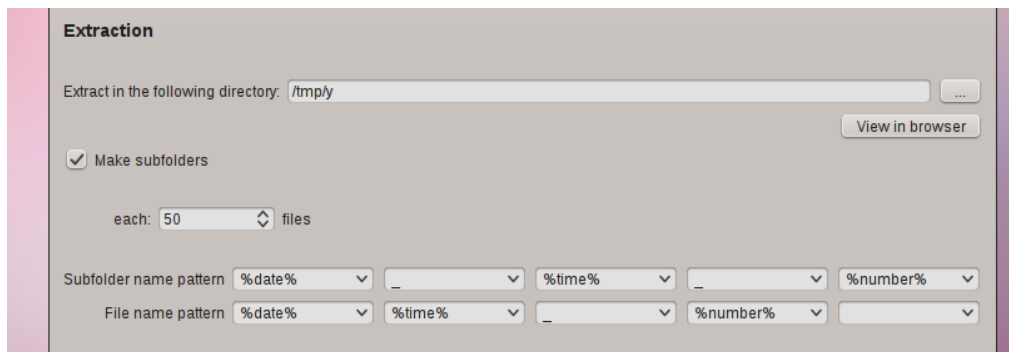 Extraction
Extract in the following directory: /tmp/y ...
View in browser
Make subfolders
each: 50 files
Subfolder name pattern %date% _ %time% _ %number%
File name pattern %date% %time% _ %number%